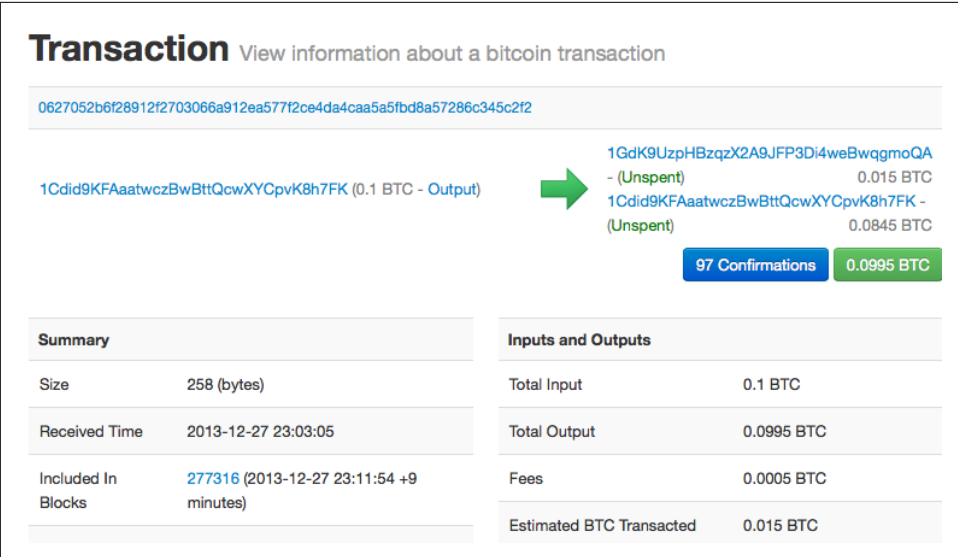 Transaction View information about a bitcoin transaction
0627052b6f28912f2703066a912ea577f2ce4da4caa5a5fbd8a57286c345c2f2
1Cdid9KFAaatwczBwBttQcwXYCpvK8h7FK (0.1 BTC - Output)
1GdK9UzpHBzqzX2A9JFP3Di4weBwqgmoQA
- (Unspent) 0.015 BTC
1Cdid9KFAaatwczBwBttQcwXYCpvK8h7FK -
(Unspent) 0.0845 BTC
97 Confirmations 0.0995 BTC
Summary
Size 258 (bytes)
Received Time 2013-12-27 23:03:05
Included In Blocks 277316 (2013-12-27 23:11:54 +9
minutes)
Inputs and Outputs
Total Input 0.1 BTC
Total Output 0.0995 BTC
Fees 0.0005 BTC
Estimated BTC Transacted 0.015 BTC